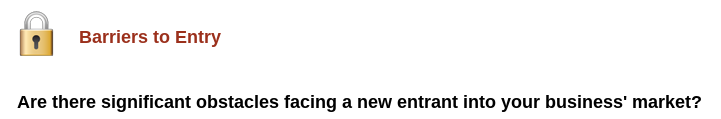 Barriers to Entry
Are there significant obstacles facing a new entrant into your business' market?